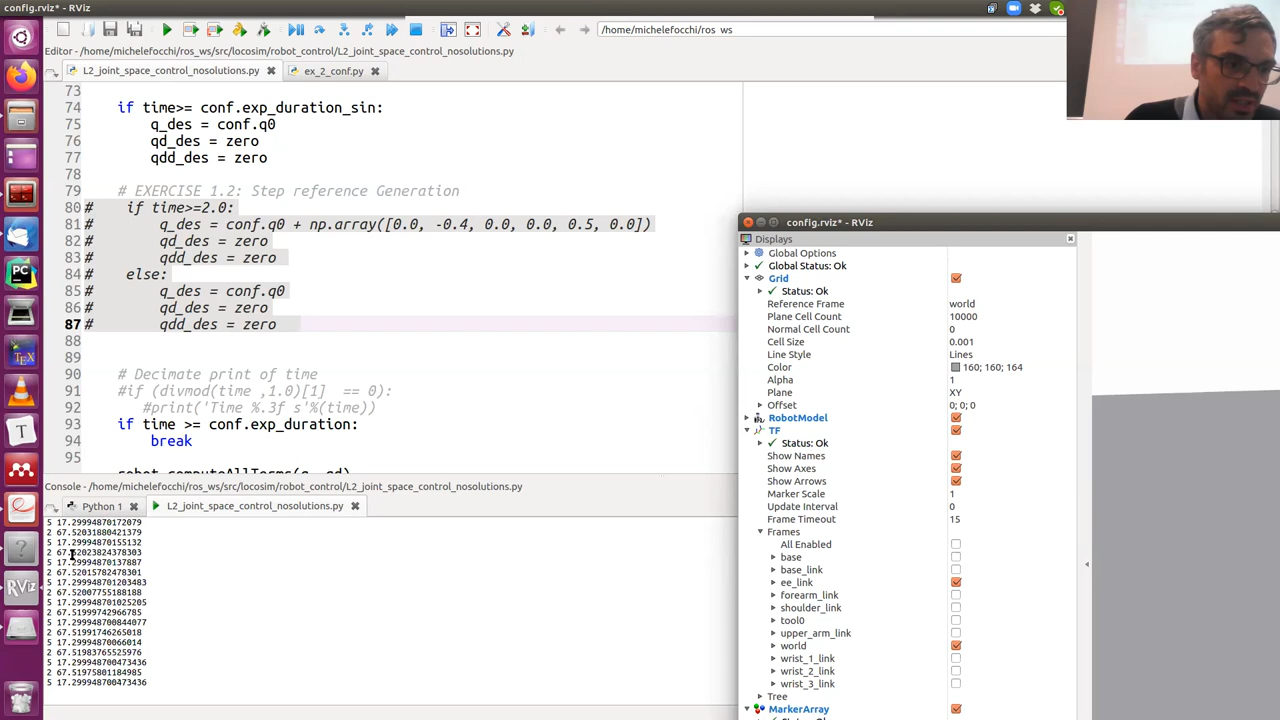 config.rviz* - RViz
/home/michelefocchi/ros_ws
Editor - /home/michelefocchi/ros_ws/src/locosim/robot_control/L2_joint_space_control_nosolutions.py
L2_joint_space_control_nosolutions.py
ex_2_conf.py
73
74 if time>= conf.exp_duration_sin:
75 q_des = conf.q0
76 qd_des = zero
77 qdd_des = zero
78
79 # EXERCISE 1.2: Step reference Generation
80 # if time>=2.0:
81 # q_des = conf.q0 + np.array([0.0, -0.4, 0.0, 0.0, 0.5, 0.0])
82 # qd_des = zero
83 # qdd_des = zero
84 # else:
85 # q_des = conf.q0
86 # qd_des = zero
87 # qdd_des = zero
88
89
90 # Decimate print of time
91 #if (divmod(time ,1.0)[1] == 0):
92 #print('Time %.3f s'%(time))
93 if time >= conf.exp_duration:
94 break
95
robot.computeAllTerms(q, qd)
Console - /home/michelefocchi/ros_ws/src/locosim/robot_control/L2_joint_space_control_nosolutions.py
Python 1
L2_joint_space_control_nosolutions.py
5 17.29994870172079
2 67.52031880421379
5 17.29994870155132
2 67.52023824378303
5 17.29994870137887
2 67.52015782478301
5 17.299948701203483
2 67.52007755188188
5 17.299948701025205
2 67.51999742966785
5 17.299948700844077
2 67.51991746265018
5 17.29994870066014
2 67.51983765525976
5 17.299948700473436
2 67.51975801184985
5 17.299948700473436
config.rviz* - RViz
Displays
Global Options
Global Status: Ok
Grid
Status: Ok
Reference Frame world
Plane Cell Count 10000
Normal Cell Count 0
Cell Size 0.001
Line Style Lines
Color 160; 160; 164
Alpha 1
Plane XY
Offset 0; 0; 0
RobotModel
TF
Status: Ok
Show Names
Show Axes
Show Arrows
Marker Scale 1
Update Interval 0
Frame Timeout 15
Frames
All Enabled
base
base_link
ee_link
forearm_link
shoulder_link
tool0
upper_arm_link
world
wrist_1_link
wrist_2_link
wrist_3_link
Tree
MarkerArray
PC
TEX
T
RViz